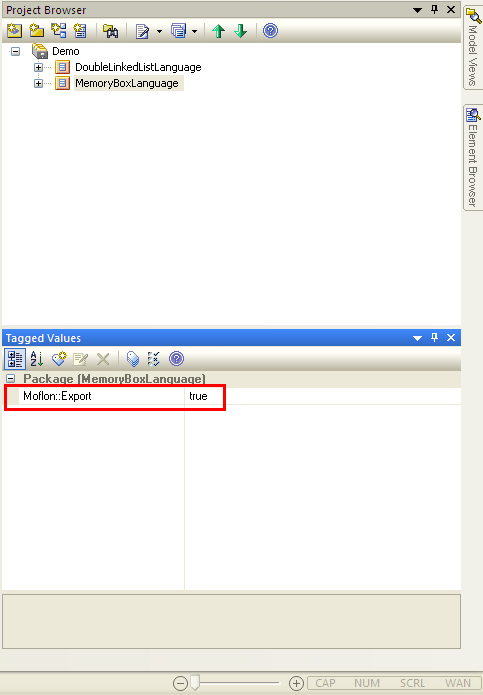 Project Browser
Demo
DoubleLinkedListLanguage
MemoryBoxLanguage
Model Views
Element Browser
Tagged Values
Package (MemoryBoxLanguage)
Moflon::Export true
CAP NUM SCRL WAN